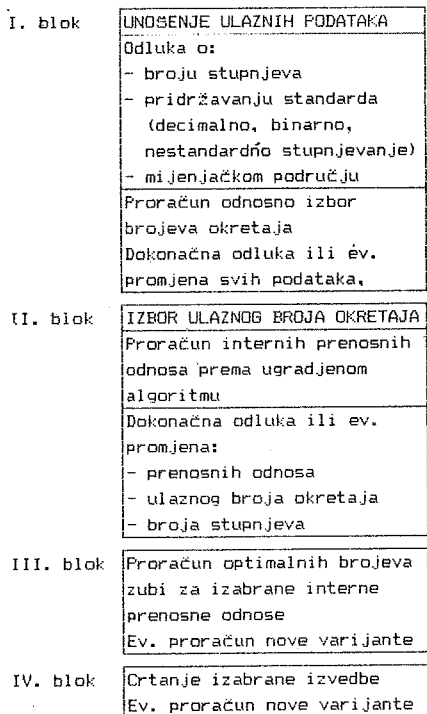 I. blok UNOSENJE ULAZNIH PODATAKA
Odluka o:
- broju stupnjeva
- pridržavanju standarda
(decimalno, binarno,
nestandardno stupnjevanje)
- mijenjačkom području
Proračun odnosno izbor
brojeva okretaja
Dokonačna odluka ili ev.
promjena svih podataka.
II. blok IZBOR ULAZNOG BROJA OKRETAJA
Proračun internih prenosnih
odnosa prema ugradjenom
algoritmu
Dokonačna odluka ili ev.
promjena:
- prenosnih odnosa
- ulaznog broja okretaja
- broja stupnjeva
III. blok Proračun optimalnih brojeva
zubi za izabrane interne
prenosne odnose
Ev. proračun nove varijante
IV. blok Crtanje izabrane izvedbe
Ev. proračun nove varijante